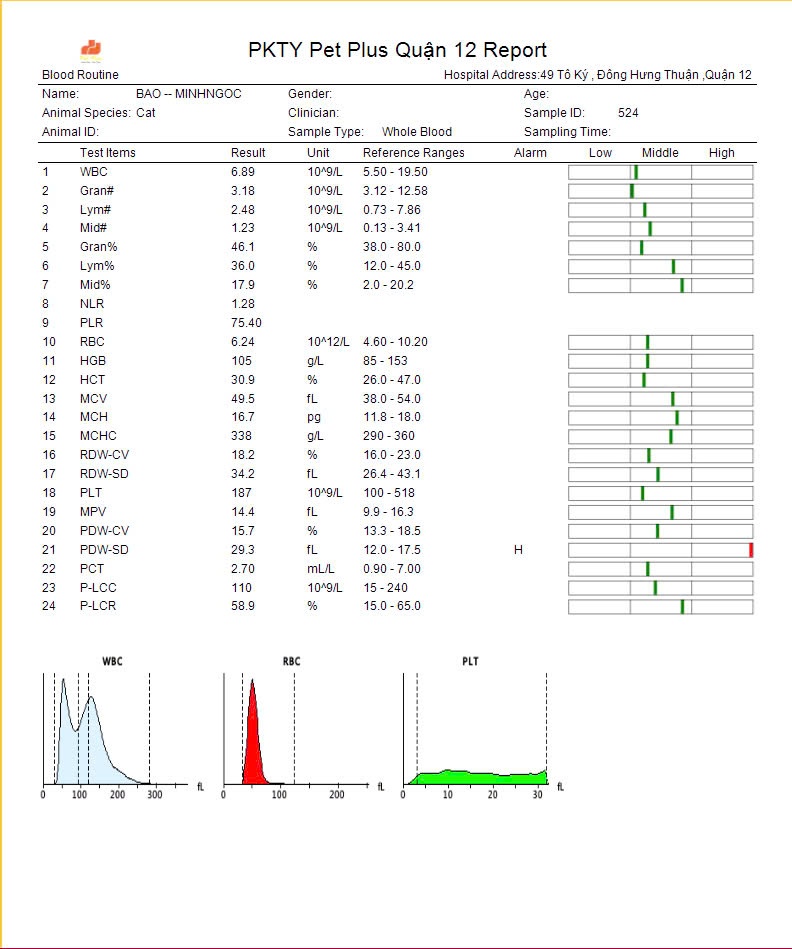 PKTY Pet Plus Quận 12 Report
Blood Routine Hospital Address:49 Tô Ký , Đông Hưng Thuận ,Quận 12
Name: BAO -- MINHNGOC Gender: Age:
Animal Species: Cat Clinician: Sample ID: 524
Animal ID: Sample Type: Whole Blood Sampling Time:
Test Items Result Unit Reference Ranges Alarm Low Middle High
1 WBC 6.89 10^9/L 5.50 - 19.50
2 Gran# 3.18 10^9/L 3.12 - 12.58
3 Lym# 2.48 10^9/L 0.73 - 7.86
4 Mid# 1.23 10^9/L 0.13 - 3.41
5 Gran% 46.1 % 38.0 - 80.0
6 Lym% 36.0 % 12.0 - 45.0
7 Mid% 17.9 % 2.0 - 20.2
8 NLR 1.28
9 PLR 75.40
10 RBC 6.24 10^12/L 4.60 - 10.20
11 HGB 105 g/L 85 - 153
12 HCT 30.9 % 26.0 - 47.0
13 MCV 49.5 fL 38.0 - 54.0
14 MCH 16.7 pg 11.8 - 18.0
15 MCHC 338 g/L 290 - 360
16 RDW-CV 18.2 % 16.0 - 23.0
17 RDW-SD 34.2 fL 26.4 - 43.1
18 PLT 187 10^9/L 100 - 518
19 MPV 14.4 fL 9.9 - 16.3
20 PDW-CV 15.7 % 13.3 - 18.5
21 PDW-SD 29.3 fL 12.0 - 17.5 H
22 PCT 2.70 mL/L 0.90 - 7.00
23 P-LCC 110 10^9/L 15 - 240
24 P-LCR 58.9 % 15.0 - 65.0
WBC RBC PLT
0 100 200 300 fL 0 100 200 fL 0 10 20 30 fL